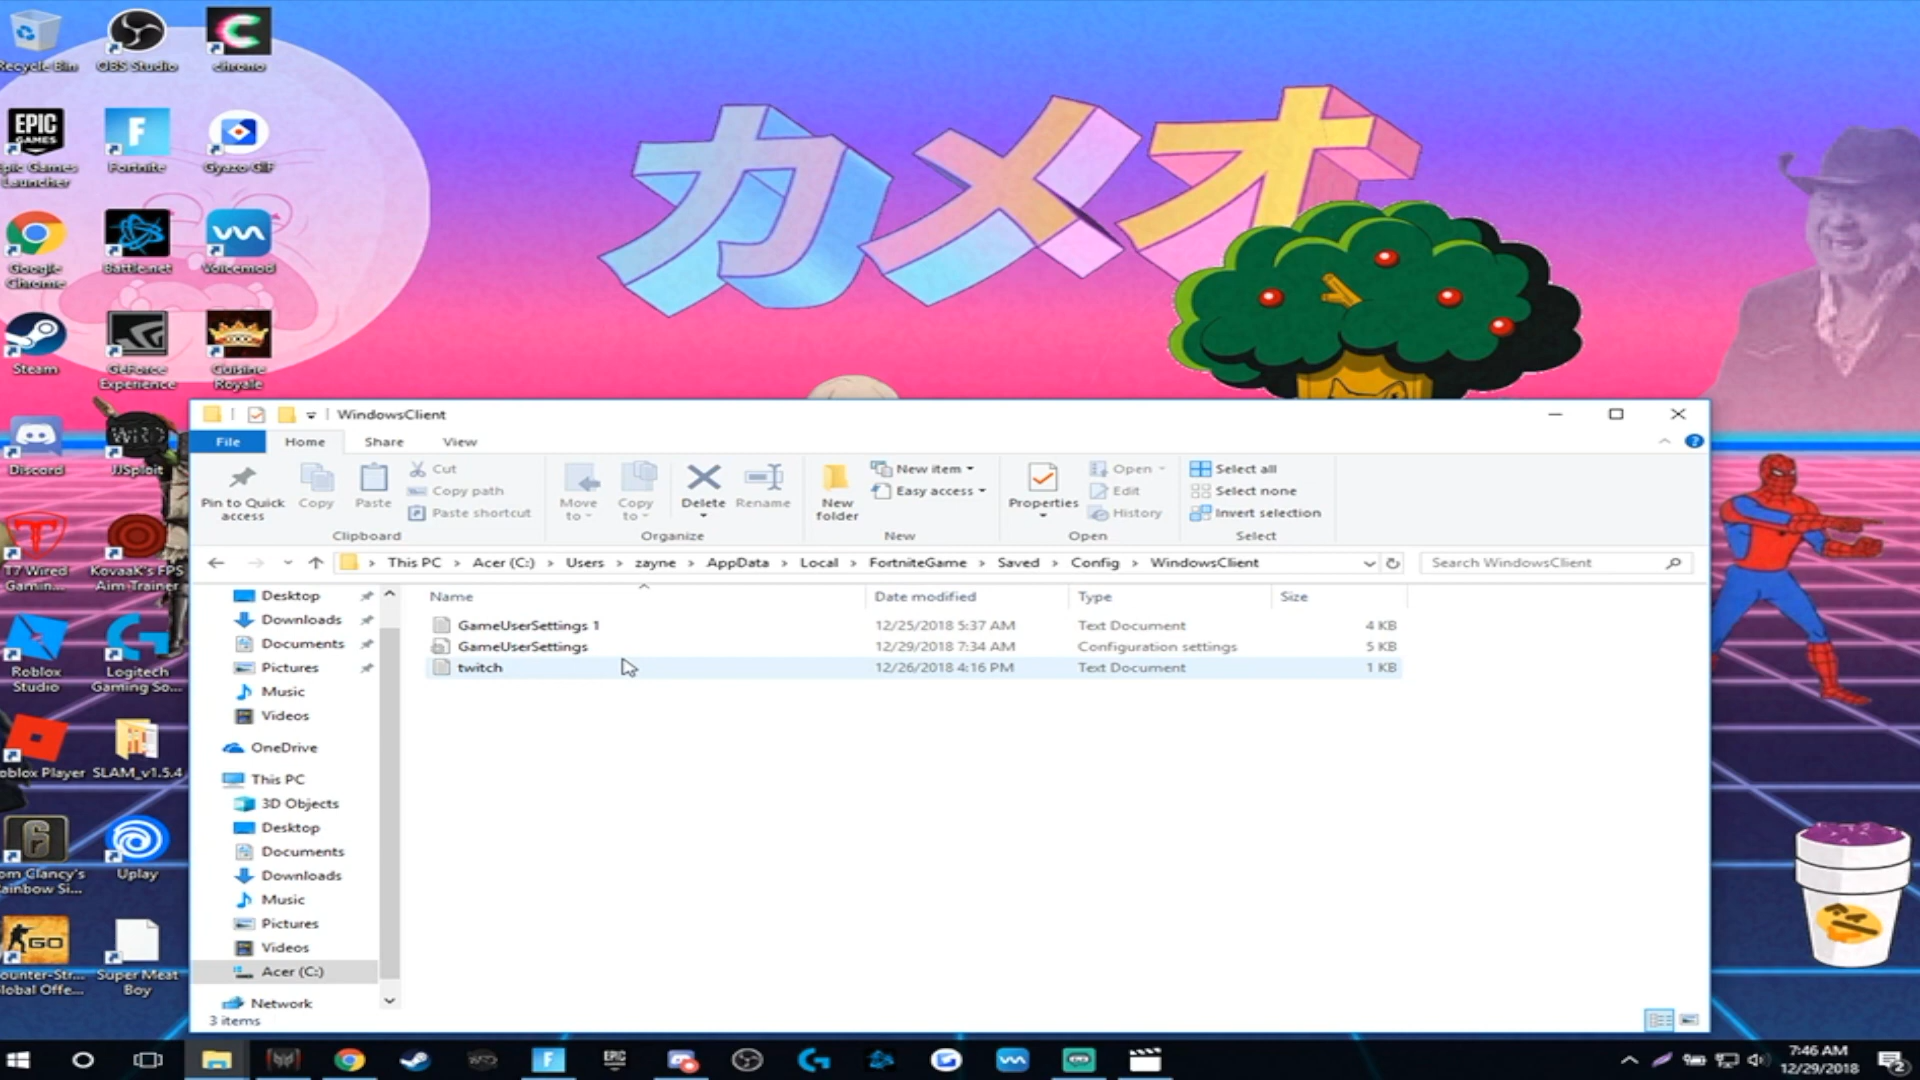 Recycle Bin
OBS Studio
chrono
カメオ
EPIC
GAMES
Epic Games
Launcher
Fortnite
Gyazo GIF
Google
Chrome
Battle.net
Voicemod
Steam
GeForce
Experience
Cuisine
Royale
Discord
JJSploit
T7 Wired
Gamin...
KovaaK's FPS
Aim Trainer
Roblox
Studio
Logitech
Gaming So...
oblox Player
SLAM_v1.5.4
om Clancy's
ainbow Si...
Uplay
GO
ounter-Str...
lobal Offe...
Super Meat
Boy
WindowsClient
File
Home
Share
View
Pin to Quick
access
Copy
Paste
Cut
Copy path
Paste shortcut
Clipboard
Move
to
Copy
to
Delete
Rename
Organize
New
folder
New item
Easy access
New
Properties
Open
Edit
History
Open
Select all
Select none
Invert selection
Select
This PC > Acer (C:) > Users > zayne > AppData > Local > FortniteGame > Saved > Config > WindowsClient
Search WindowsClient
Name
Date modified
Type
Size
GameUserSettings 1
12/25/2018 5:37 AM
Text Document
4 KB
GameUserSettings
12/29/2018 7:34 AM
Configuration settings
5 KB
twitch
12/26/2018 4:16 PM
Text Document
1 KB
Desktop
Downloads
Documents
Pictures
Music
Videos
OneDrive
This PC
3D Objects
Desktop
Documents
Downloads
Music
Pictures
Videos
Acer (C:)
Network
3 items
EPIC
7:46 AM
12/29/2018
2